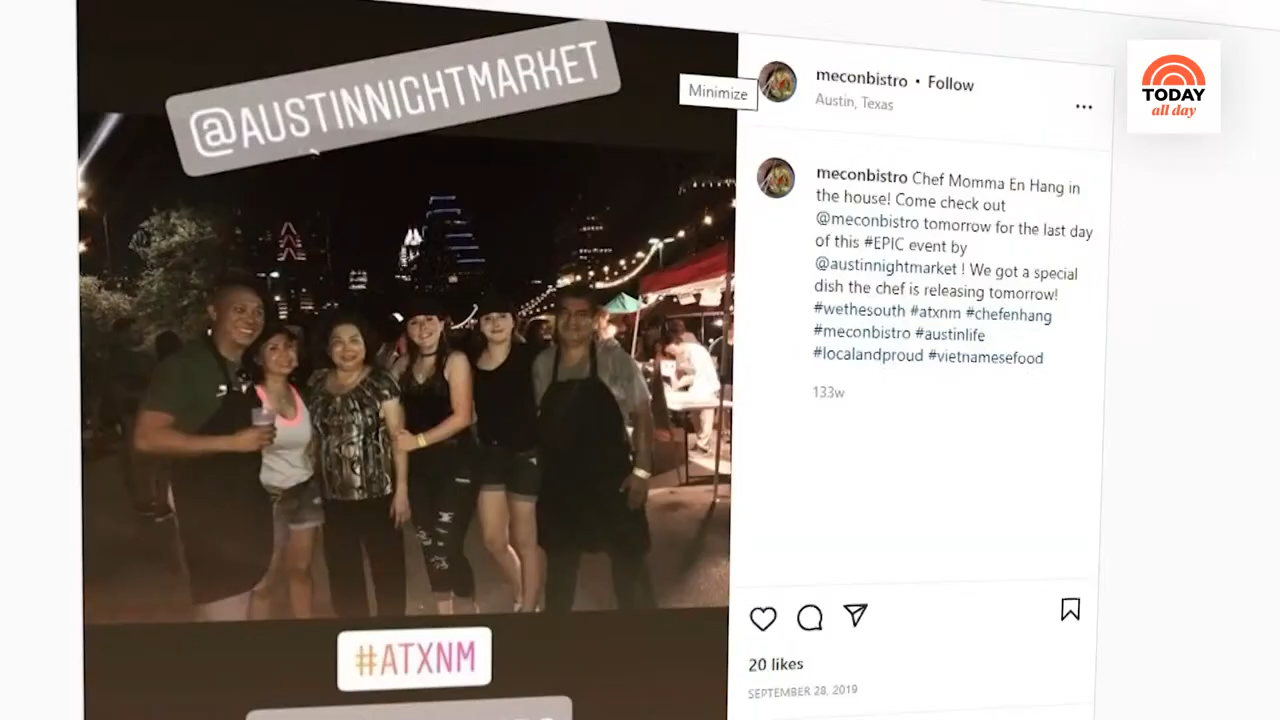 @AUSTINNIGHTMARKET
Minimize
meconbistro • Follow
Austin, Texas
TODAY
all day
meconbistro Chef Momma En Hang in
the house! Come check out
@meconbistro tomorrow for the last day
of this #EPIC event by
@austinnightmarket ! We got a special
dish the chef is releasing tomorrow!
#wethesouth #atxnm #chefenhang
#meconbistro #austinlife
#localandproud #vietnamesefood
133w
#ATXNM
20 likes
SEPTEMBER 28, 2019